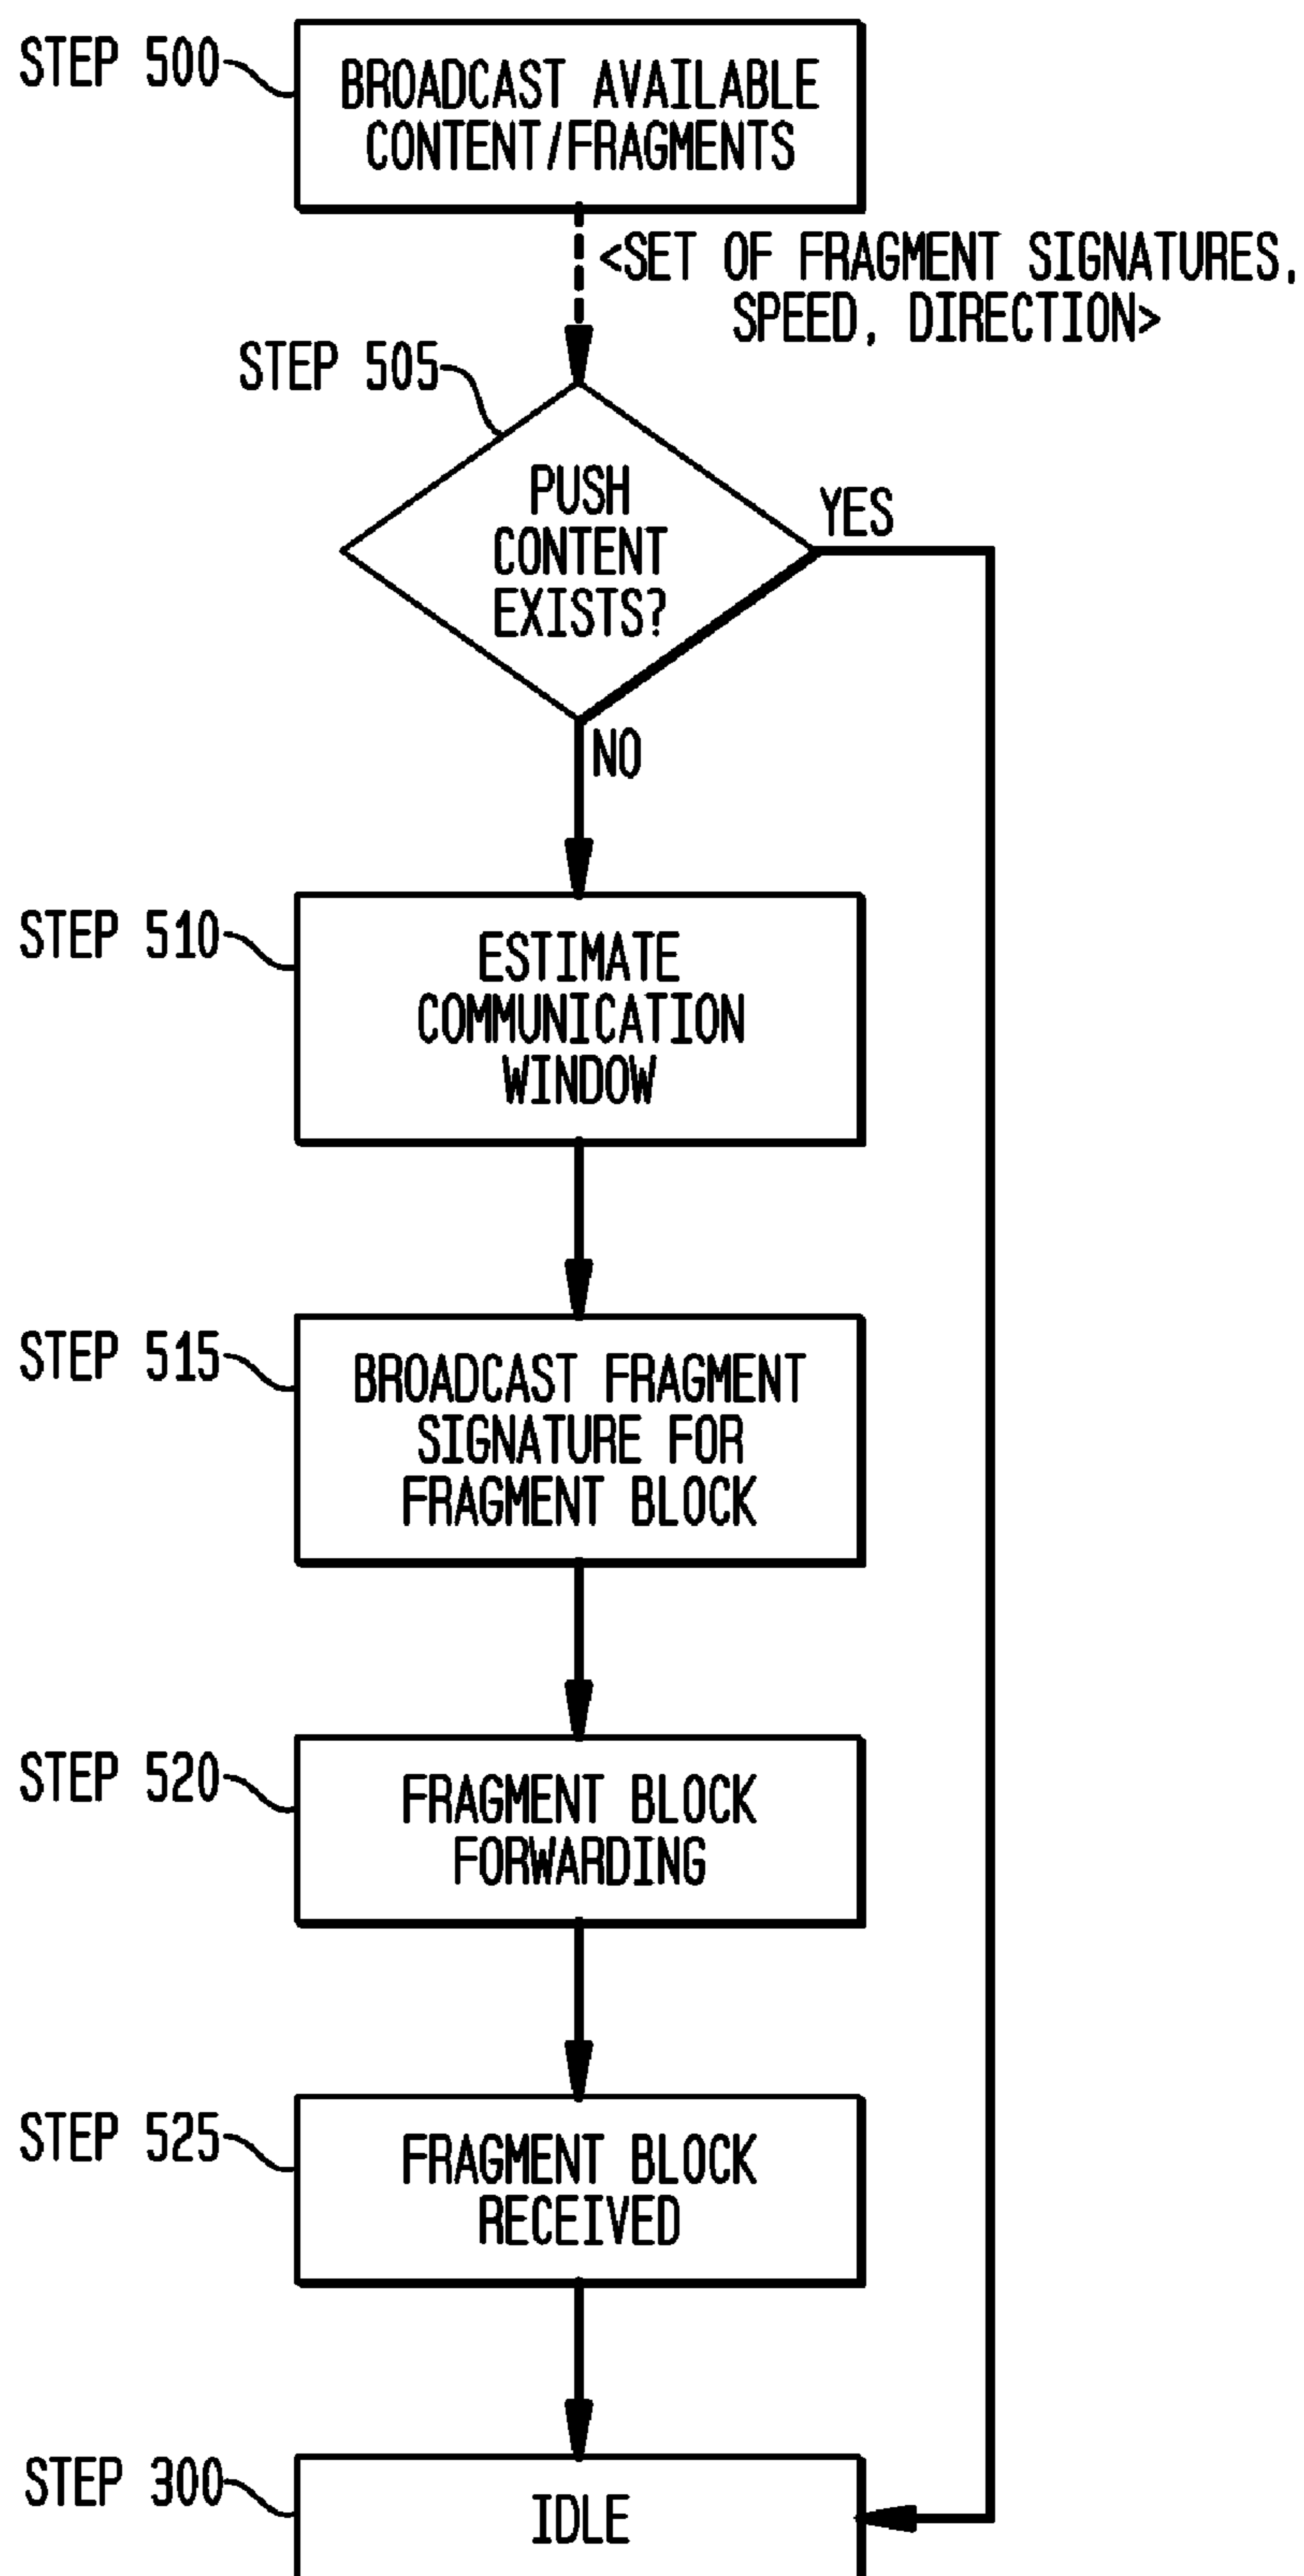 STEP 500
BROADCAST AVAILABLE
CONTENT/FRAGMENTS
<SET OF FRAGMENT SIGNATURES,
SPEED, DIRECTION>
STEP 505
PUSH
CONTENT
EXISTS?
YES
NO
STEP 510
ESTIMATE
COMMUNICATION
WINDOW
STEP 515
BROADCAST FRAGMENT
SIGNATURE FOR
FRAGMENT BLOCK
STEP 520
FRAGMENT BLOCK
FORWARDING
STEP 525
FRAGMENT BLOCK
RECEIVED
STEP 300
IDLE